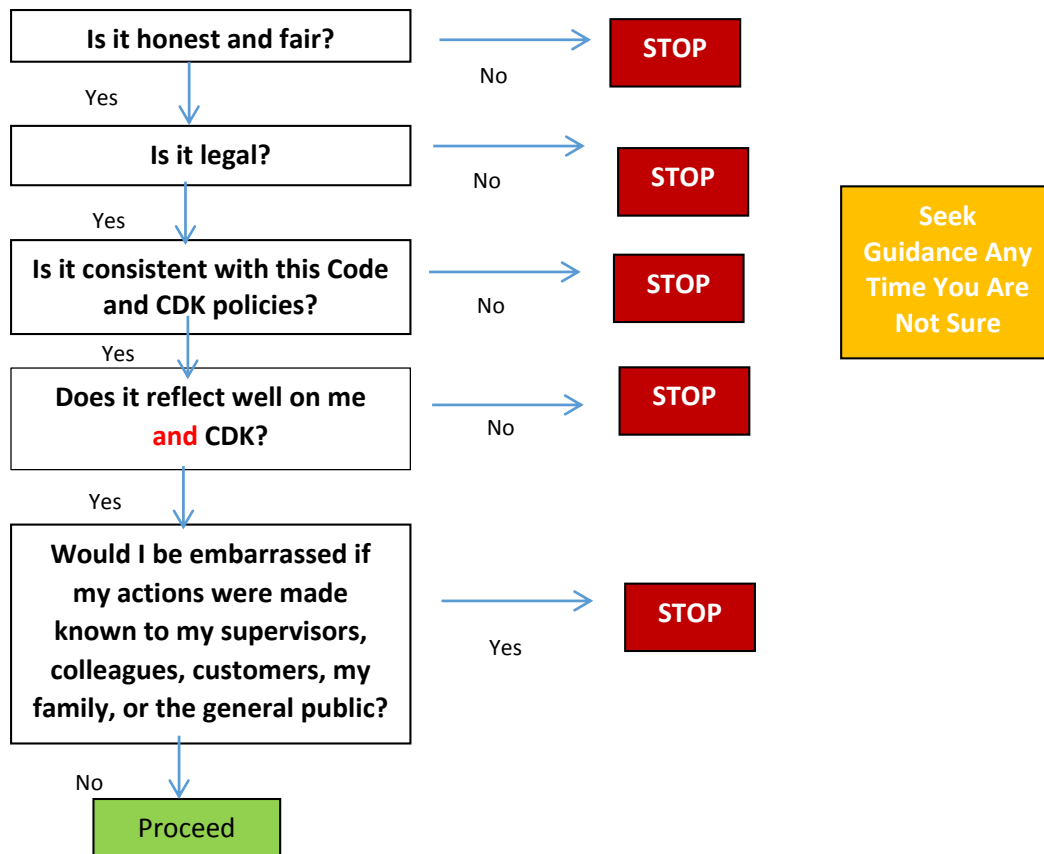 Is it honest and fair?
No
STOP
Yes
Is it legal?
No
STOP
Yes
Is it consistent with this Code
and CDK policies?
No
STOP
Yes
Does it reflect well on me
and CDK?
No
STOP
Yes
Would I be embarrassed if
my actions were made
known to my supervisors,
colleagues, customers, my
family, or the general public?
Yes
STOP
No
Proceed
Seek
Guidance Any
Time You Are
Not Sure